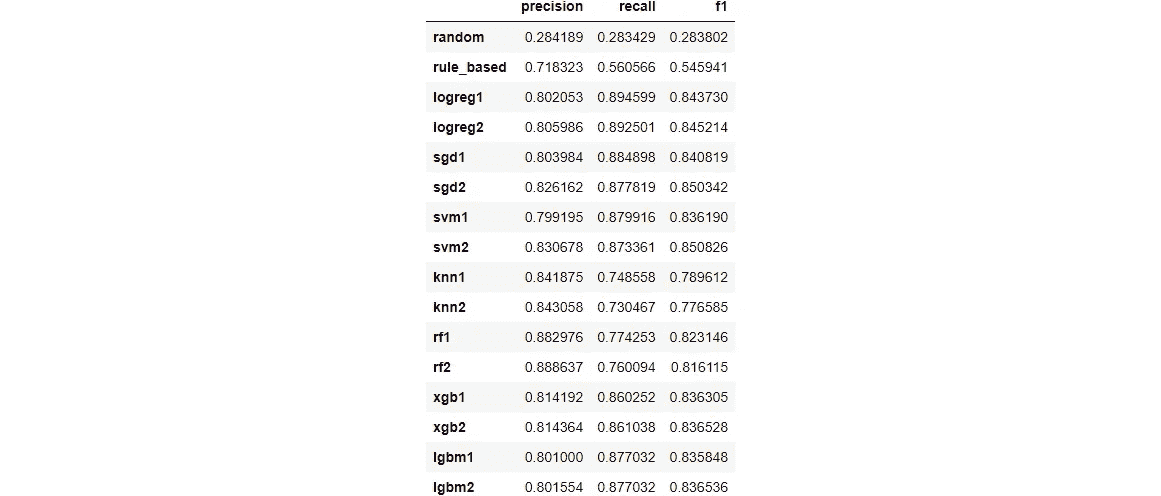 precision recall f1
random 0.284189 0.283429 0.283802
rule_based 0.718323 0.560566 0.545941
logreg1 0.802053 0.894599 0.843730
logreg2 0.805986 0.892501 0.845214
sgd1 0.803984 0.884898 0.840819
sgd2 0.826162 0.877819 0.850342
svm1 0.799195 0.879916 0.836190
svm2 0.830678 0.873361 0.850826
knn1 0.841875 0.748558 0.789612
knn2 0.843058 0.730467 0.776585
rf1 0.882976 0.774253 0.823146
rf2 0.888637 0.760094 0.816115
xgb1 0.814192 0.860252 0.836305
xgb2 0.814364 0.861038 0.836528
lgbm1 0.801000 0.877032 0.835848
lgbm2 0.801554 0.877032 0.836536